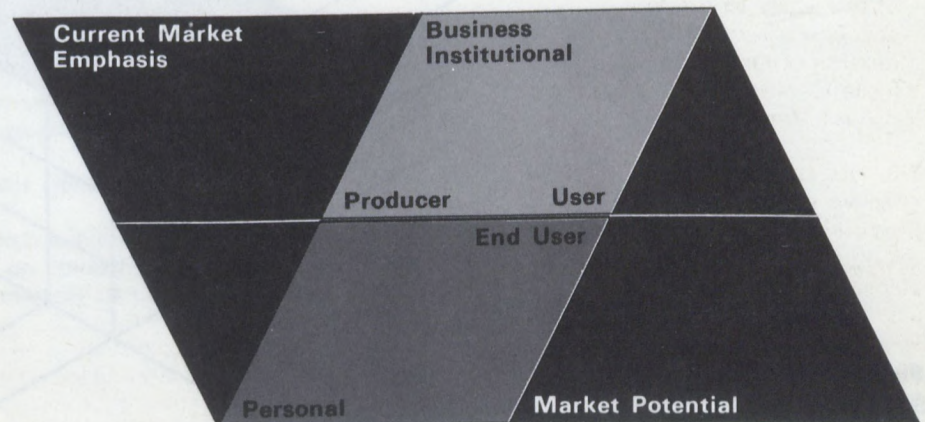 Current Market
Emphasis
Business
Institutional
Producer
User
End User
Personal
Market Potential